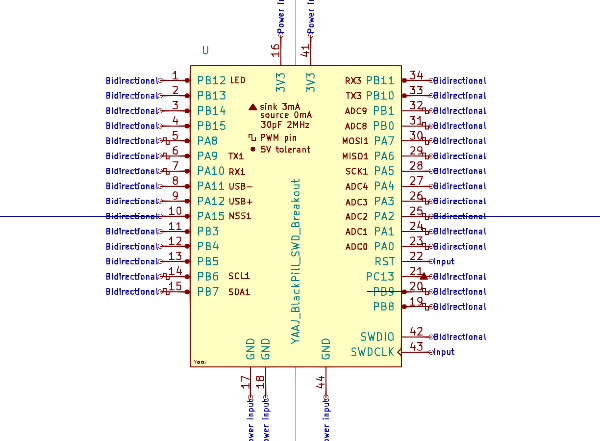 Power In
Power In
16
41
U
3V3
3V3
Bidirectional 1 PB12 LED
Bidirectional 2 PB13
Bidirectional 3 PB14
Bidirectional 4 PB15
Bidirectional 5 PA8
Bidirectional 6 PA9 TX1
Bidirectional 7 PA10 RX1
Bidirectional 8 PA11 USB-
Bidirectional 9 PA12 USB+
Bidirectional 10 PA15 NSS1
Bidirectional 11 PB3
Bidirectional 12 PB4
Bidirectional 13 PB5
Bidirectional 14 PB6 SCL1
Bidirectional 15 PB7 SDA1
sink 3mA
source 0mA
30pF 2MHz
PWM pin
5V tolerant
YAAJ_BlackPill_SWD_Breakout
RX3 PB11 34 Bidirectional
TX3 PB10 33 Bidirectional
ADC9 PB1 32 Bidirectional
ADC8 PB0 31 Bidirectional
MOSI1 PA7 30 Bidirectional
MISO1 PA6 29 Bidirectional
SCK1 PA5 28 Bidirectional
ADC4 PA4 27 Bidirectional
ADC3 PA3 26 Bidirectional
ADC2 PA2 25 Bidirectional
ADC1 PA1 24 Bidirectional
ADC0 PA0 23 Bidirectional
RST 22 Input
PC13 21 Bidirectional
PB9 20 Bidirectional
PB8 19 Bidirectional
SWDIO 42 Bidirectional
SWDCLK 43 Input
GND
GND
GND
Yaaj
17
18
44
ower Input
ower Input
ower Input